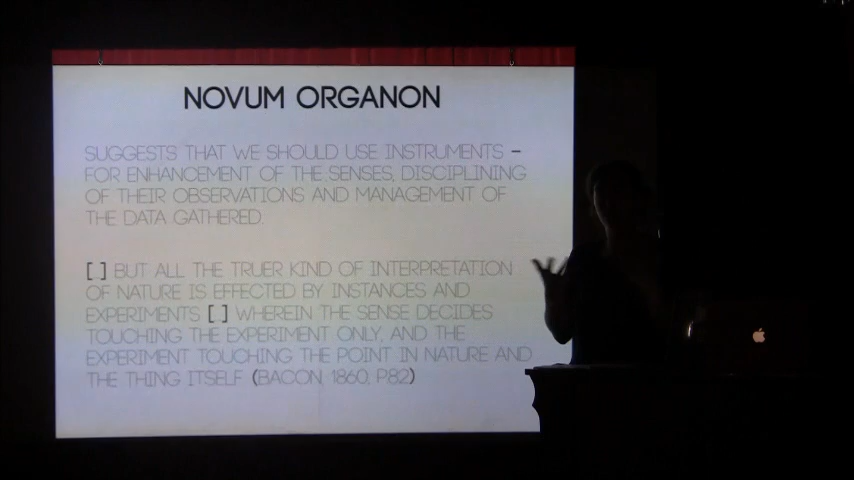 NOVUM ORGANON
SUGGESTS THAT WE SHOULD USE INSTRUMENTS –
FOR ENHANCEMENT OF THE SENSES, DISCIPLINING
OF THEIR OBSERVATIONS AND MANAGEMENT OF
THE DATA GATHERED.
[ ] BUT ALL THE TRUER KIND OF INTERPRETATION
OF NATURE IS EFFECTED BY INSTANCES AND
EXPERIMENTS [ ] WHEREIN THE SENSE DECIDES
TOUCHING THE EXPERIMENT ONLY, AND THE
EXPERIMENT TOUCHING THE POINT IN NATURE AND
THE THING ITSELF (BACON, 1860, P.82)